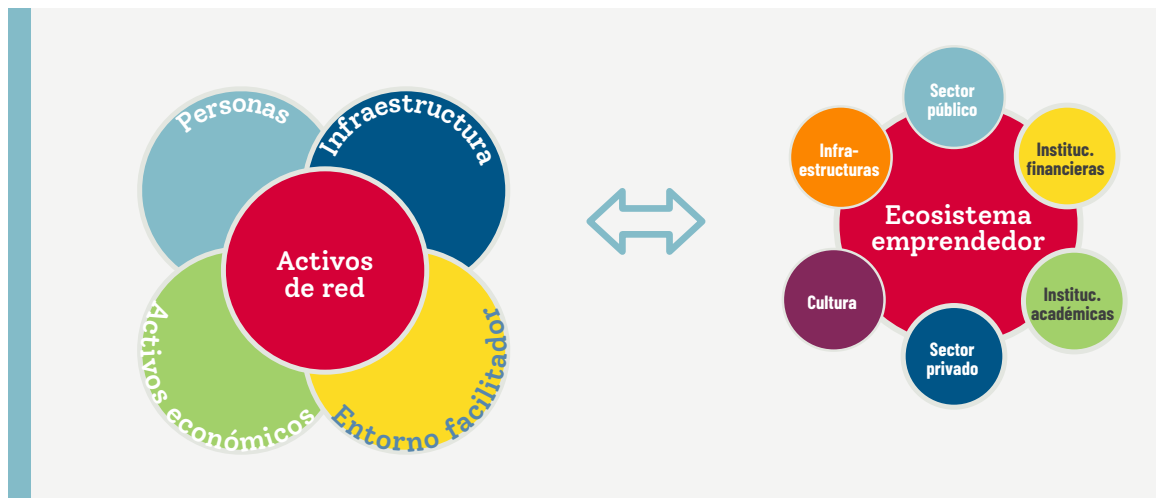 Personas
Infraestructura
Activos
de red
Activos económicos
Entorno facilitador
Sector
público
Infra-
estructuras
Instituc.
financieras
Ecosistema
emprendedor
Cultura
Instituc.
académicas
Sector
privado